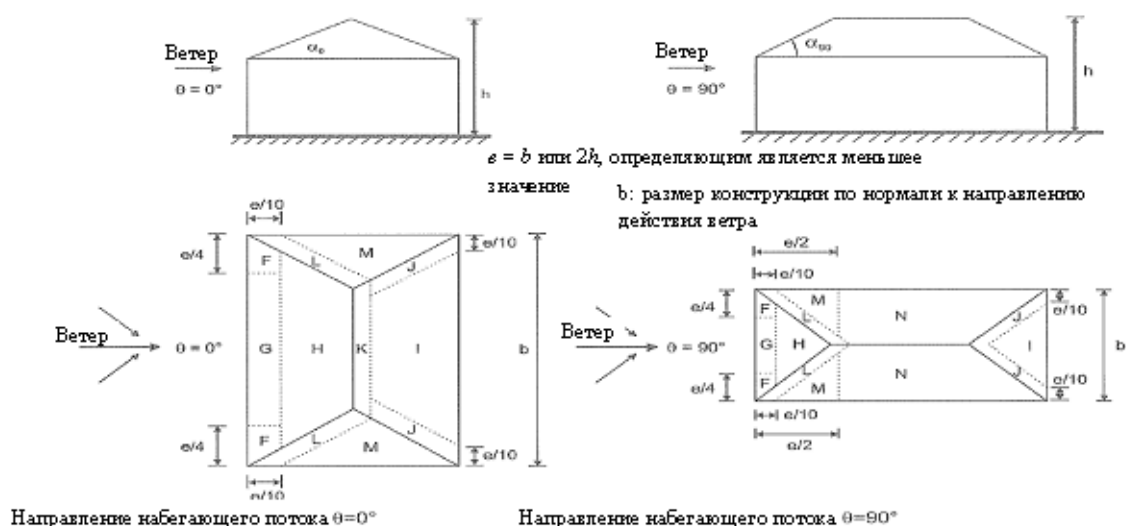 Ветер
θ = 0°
α₀
h
Ветер
θ = 90°
α₉₀
h
e = b или 2h, определяющим является меньшее
значение
b: размер конструкции по нормали к направлению
действия ветра
e/10
e/4
F
L
M
J
e/10
Ветер
θ = 0°
G
H
K
I
b
e/4
F
L
M
J
e/10
e/10
e/2
e/10
e/4
F
L
M
N
J
e/10
Ветер
θ = 90°
G
H
I
b
e/4
F
L
M
N
J
e/10
e/10
e/2
Направление набегающего потока θ=0°
Направление набегающего потока θ=90°